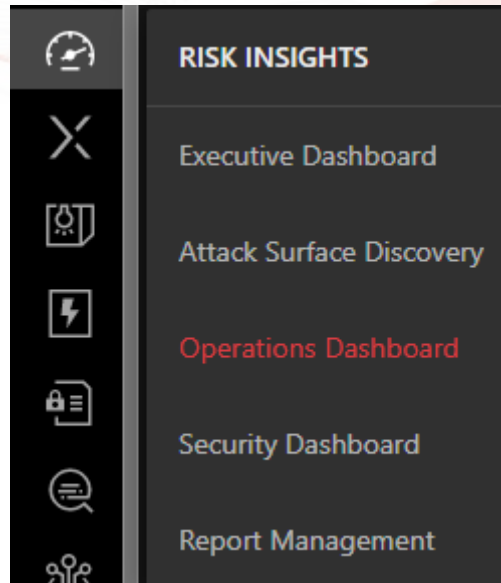 RISK INSIGHTS
Executive Dashboard
Attack Surface Discovery
Operations Dashboard
Security Dashboard
Report Management